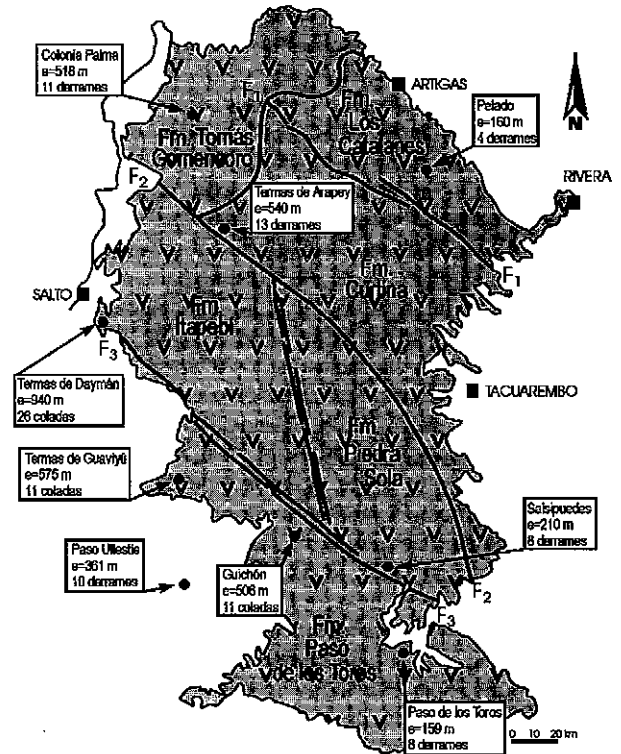 Colonia Palma
e=518 m
11 derrames
ARTIGAS
Pelado
e=160 m
4 derrames
N
RIVERA
F1
Fm.
Los
Catalanes
Fm. Tomás
Gomensoro
F2
Termas de Arapey
e=540 m
13 derrames
F1
Fm.
Cortina
SALTO
Fm.
Itapebí
F3
Termas de Daymán
e=940 m
26 coladas
TACUAREMBO
Fm.
Piedra
Sola
Termas de Guaviyú
e=575 m
11 coladas
Salsipuedes
e=210 m
8 derrames
Paso Ullestie
e=361 m
10 derrames
Guichón
e=506 m
11 coladas
F2
F3
Fm.
Paso
de los Toros
Paso de los Toros
e=159 m
8 derrames
0 10 20 km